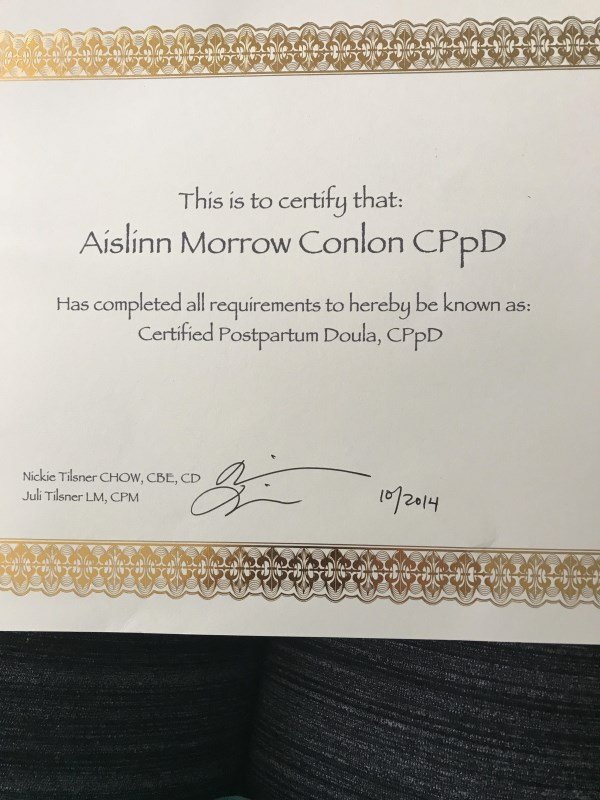 This is to certify that:
Aislinn Morrow Conlon CPpD
Has completed all requirements to hereby be known as:
Certified Postpartum Doula, CPpD
Nickie Tilsner CHOW, CBE, CD
Juli Tilsner LM, CPM
10/2014